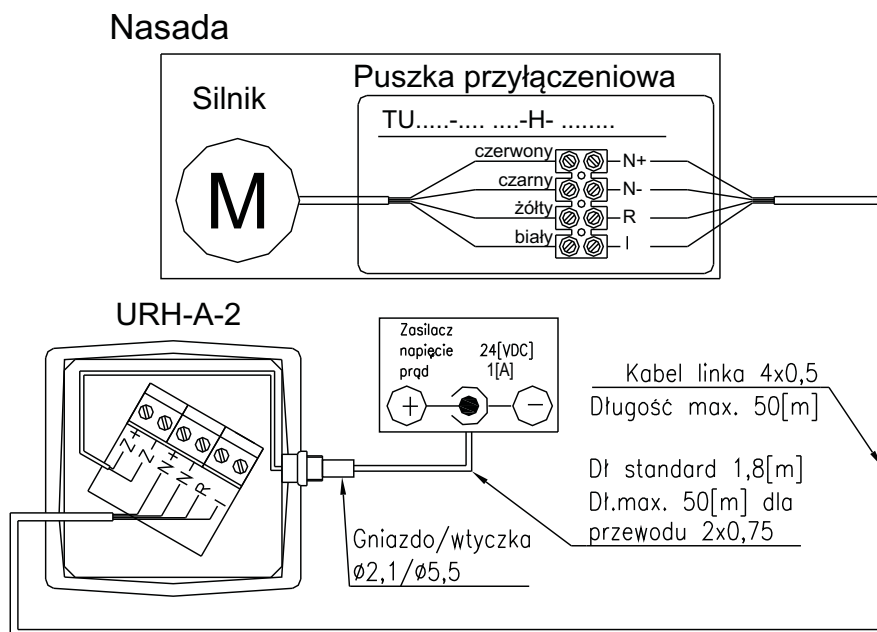 Nasada
Silnik
Puszka przyłączeniowa
TU.....-.... ....-H- ........
M
czerwony
N+
czarny
N-
żółty
R
biały
I
URH-A-2
Z+
Z-
N+
N-
R
I
Zasilacz
napięcie 24[VDC]
prąd 1[A]
+
-
Kabel linka 4x0,5
Długość max. 50[m]
Dł standard 1,8[m]
Dł.max. 50[m] dla
przewodu 2x0,75
Gniazdo/wtyczka
ø2,1/ø5,5